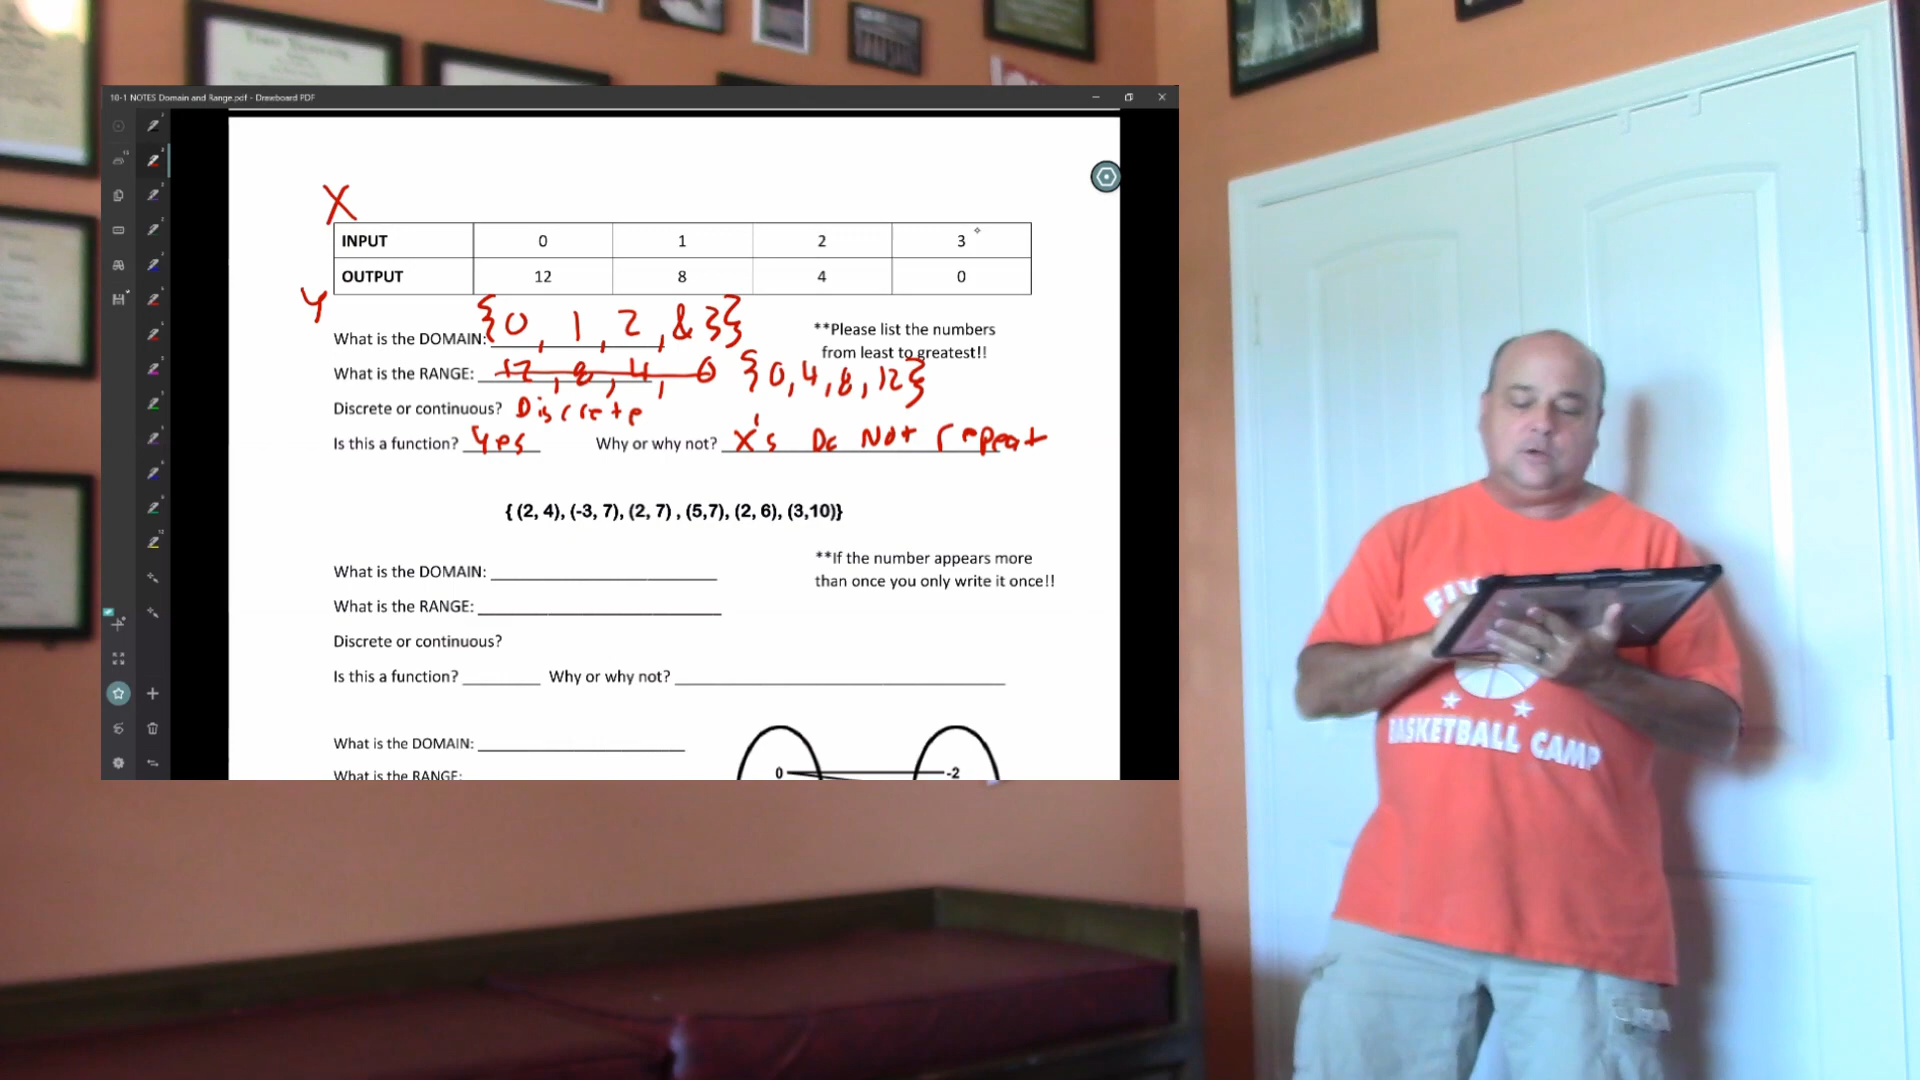 10-1 NOTES Domain and Range.pdf - Drawboard PDF
X
INPUT 0 1 2 3
OUTPUT 12 8 4 0
Y
What is the DOMAIN: {0, 1, 2, & 3}
**Please list the numbers
from least to greatest!!
What is the RANGE: 12, 8, 4, 0 {0, 4, 8, 12}
Discrete or continuous? Discrete
Is this a function? Yes Why or why not? X's Do Not repeat
{ (2, 4), (-3, 7), (2, 7) , (5,7), (2, 6), (3,10)}
**If the number appears more
than once you only write it once!!
What is the DOMAIN:
What is the RANGE:
Discrete or continuous?
Is this a function? Why or why not?
What is the DOMAIN:
What is the RANGE:
0 -2
BASKETBALL CAMP